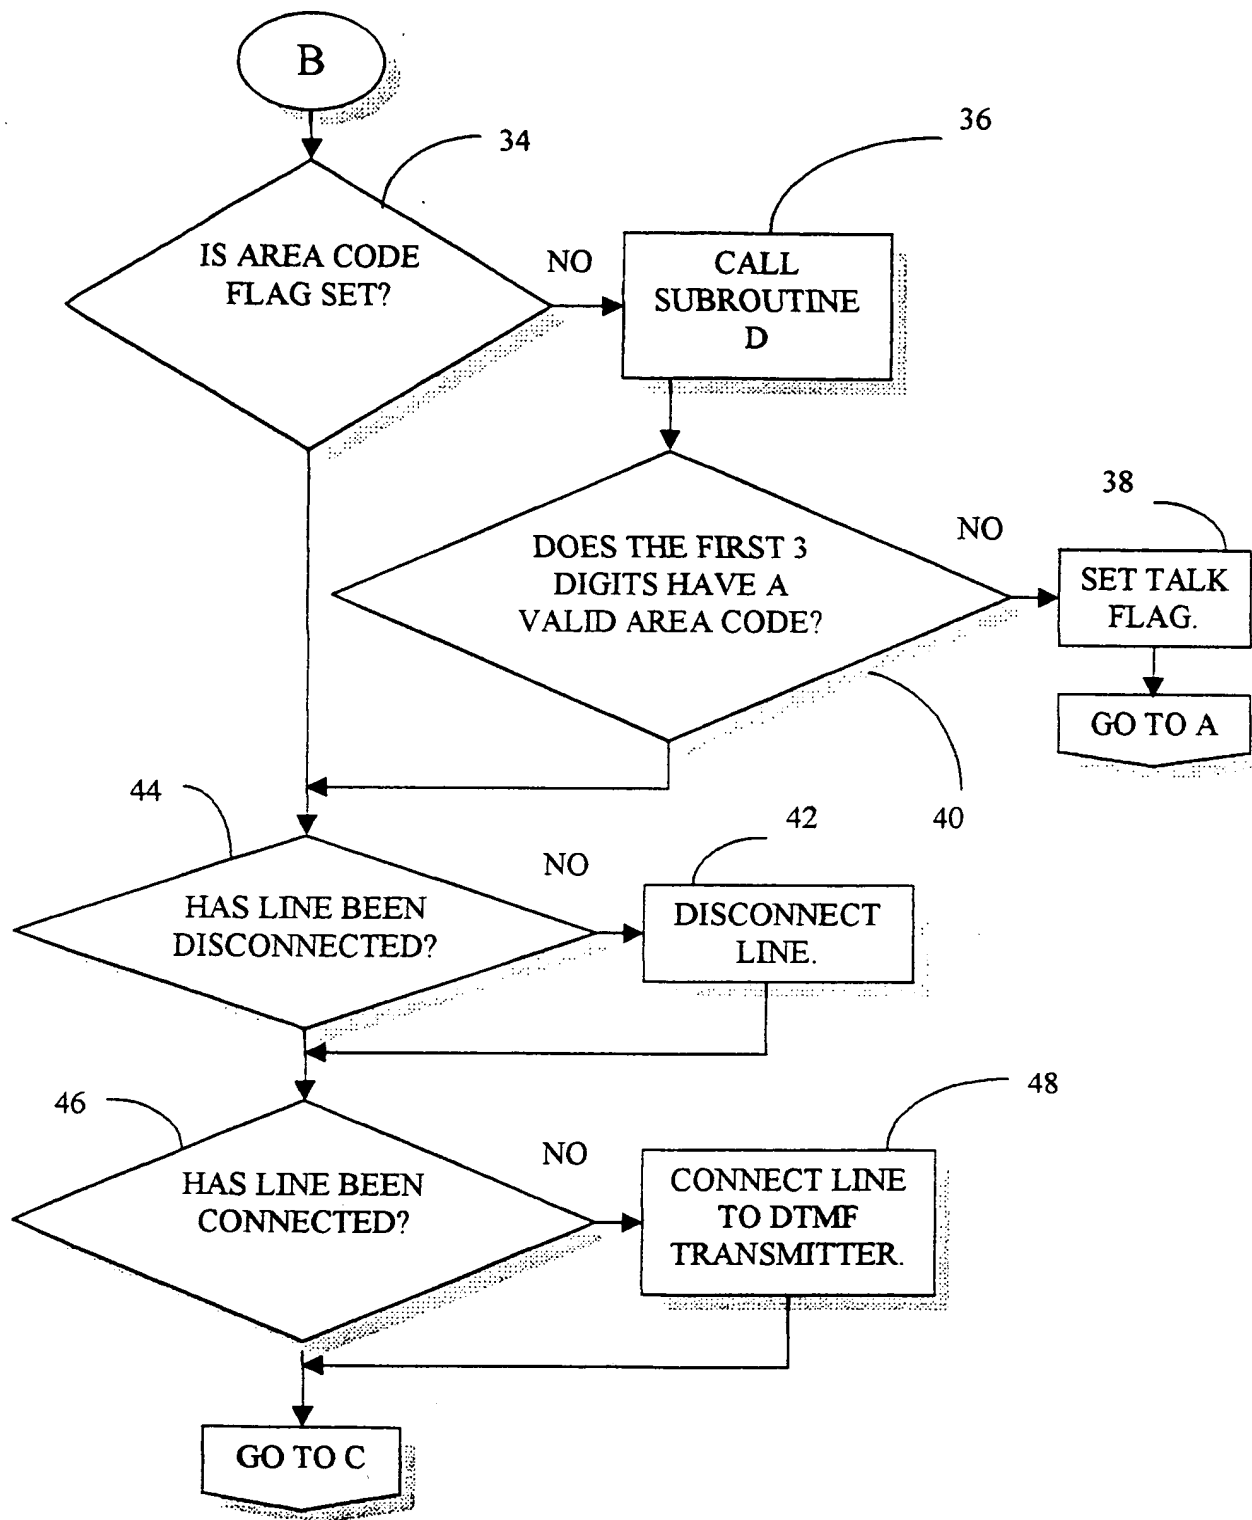 B
34
36
IS AREA CODE
FLAG SET?
NO
CALL
SUBROUTINE
D
38
NO
DOES THE FIRST 3
DIGITS HAVE A
VALID AREA CODE?
SET TALK
FLAG.
GO TO A
40
44
42
NO
HAS LINE BEEN
DISCONNECTED?
DISCONNECT
LINE.
46
48
NO
HAS LINE BEEN
CONNECTED?
CONNECT LINE
TO DTMF
TRANSMITTER.
GO TO C